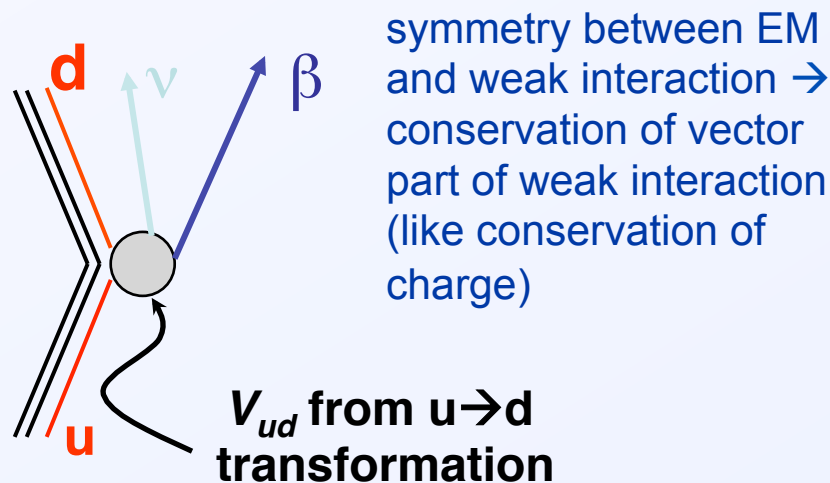 symmetry between EM
and weak interaction →
conservation of vector
part of weak interaction
(like conservation of
charge)
d
ν
β
u
V_ud from u→d
transformation